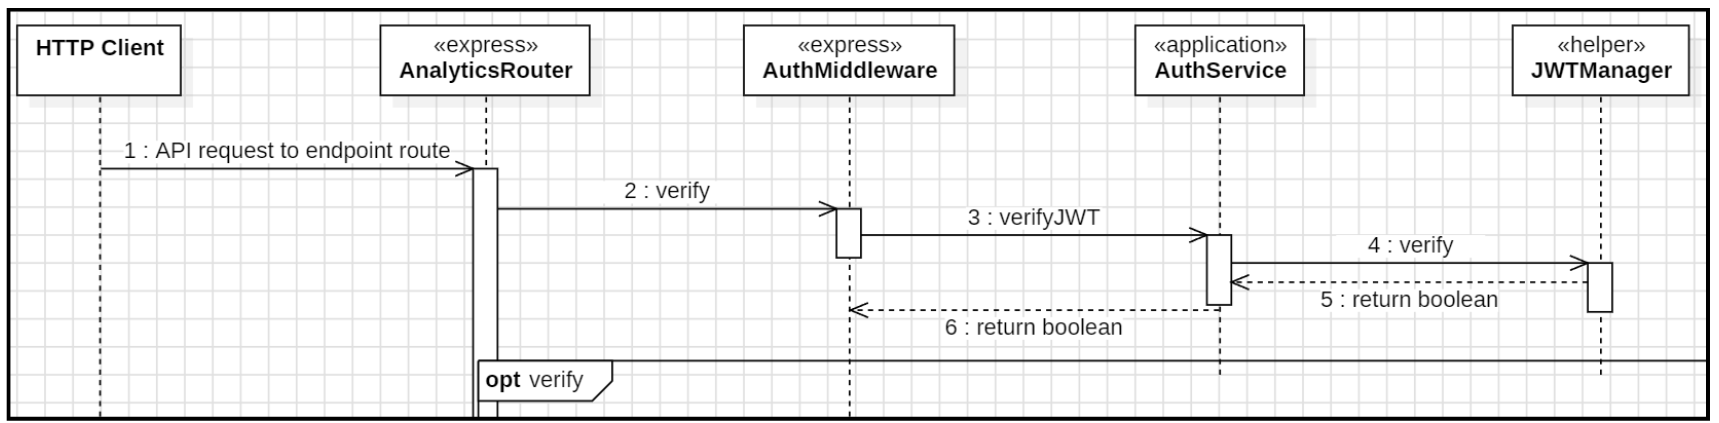 HTTP Client
«express»
AnalyticsRouter
«express»
AuthMiddleware
«application»
AuthService
«helper»
JWTManager
1 : API request to endpoint route
2 : verify
3 : verifyJWT
4 : verify
5 : return boolean
6 : return boolean
opt verify